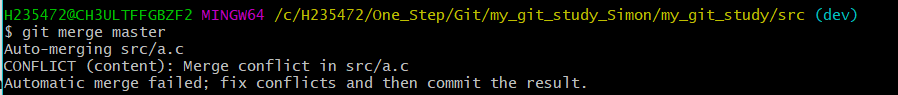 H235472@CH3ULTFFGBZF2 MINGW64 /c/H235472/One_Step/Git/my_git_study_Simon/my_git_study/src (dev)
$ git merge master
Auto-merging src/a.c
CONFLICT (content): Merge conflict in src/a.c
Automatic merge failed; fix conflicts and then commit the result.